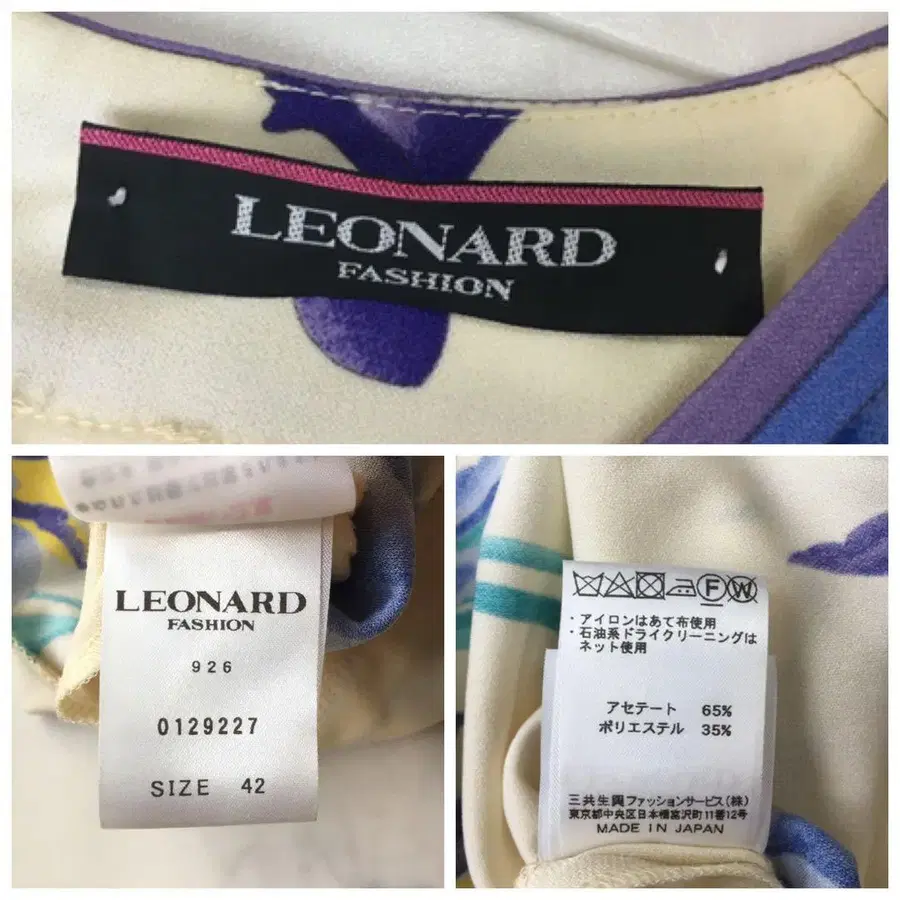 LEONARD
FASHION
LEONARD
FASHION
926
0129227
SIZE 42
・アイロンはあて布使用
・石油系ドライクリーニングは
ネット使用
アセテート 65%
ポリエステル 35%
三共生興ファッションサービス(株)
東京都中央区日本橋富沢町11番12号
MADE IN JAPAN